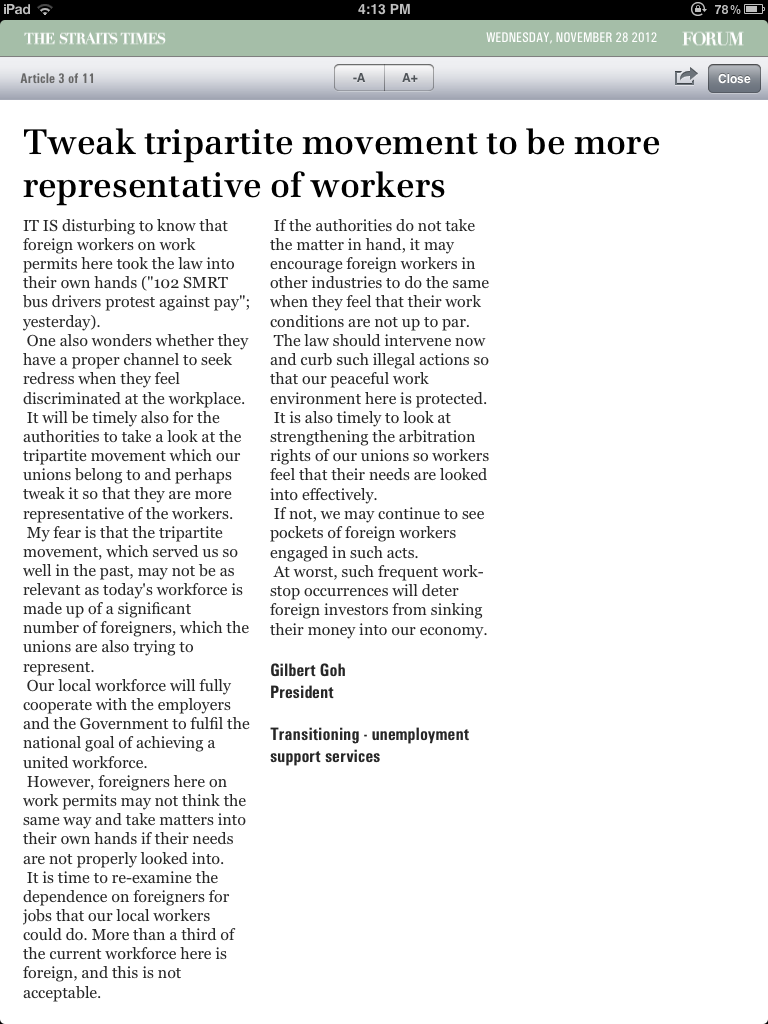 iPad
4:13 PM
78%
THE STRAITS TIMES
WEDNESDAY, NOVEMBER 28 2012
FORUM
Article 3 of 11
-A
A+
Close
Tweak tripartite movement to be more
representative of workers
IT IS disturbing to know that
foreign workers on work
permits here took the law into
their own hands ("102 SMRT
bus drivers protest against pay";
yesterday).
One also wonders whether they
have a proper channel to seek
redress when they feel
discriminated at the workplace.
It will be timely also for the
authorities to take a look at the
tripartite movement which our
unions belong to and perhaps
tweak it so that they are more
representative of the workers.
My fear is that the tripartite
movement, which served us so
well in the past, may not be as
relevant as today's workforce is
made up of a significant
number of foreigners, which the
unions are also trying to
represent.
Our local workforce will fully
cooperate with the employers
and the Government to fulfil the
national goal of achieving a
united workforce.
However, foreigners here on
work permits may not think the
same way and take matters into
their own hands if their needs
are not properly looked into.
It is time to re-examine the
dependence on foreigners for
jobs that our local workers
could do. More than a third of
the current workforce here is
foreign, and this is not
acceptable.
If the authorities do not take
the matter in hand, it may
encourage foreign workers in
other industries to do the same
when they feel that their work
conditions are not up to par.
The law should intervene now
and curb such illegal actions so
that our peaceful work
environment here is protected.
It is also timely to look at
strengthening the arbitration
rights of our unions so workers
feel that their needs are looked
into effectively.
If not, we may continue to see
pockets of foreign workers
engaged in such acts.
At worst, such frequent work-
stop occurrences will deter
foreign investors from sinking
their money into our economy.
Gilbert Goh
President
Transitioning - unemployment
support services